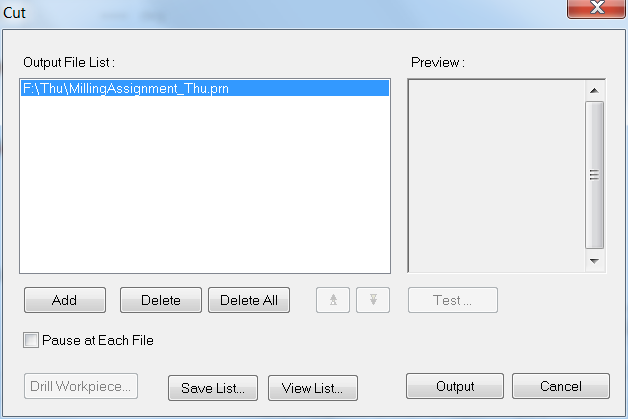 Cut
Output File List :
Preview :
F:\Thu\MillingAssignment_Thu.prn
Add
Delete
Delete All
Test ...
Pause at Each File
Drill Workpiece...
Save List...
View List...
Output
Cancel